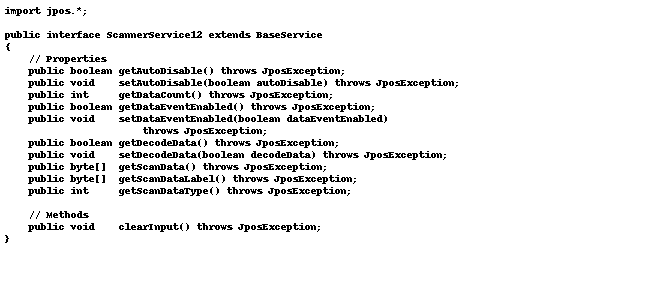 import jpos.*;

public interface ScannerService12 extends BaseService
{
    // Properties
    public boolean getAutoDisable() throws JposException;
    public void    setAutoDisable(boolean autoDisable) throws JposException;
    public int     getDataCount() throws JposException;
    public boolean getDataEventEnabled() throws JposException;
    public void    setDataEventEnabled(boolean dataEventEnabled)
                       throws JposException;
    public boolean getDecodeData() throws JposException;
    public void    setDecodeData(boolean decodeData) throws JposException;
    public byte[]  getScanData() throws JposException;
    public byte[]  getScanDataLabel() throws JposException;
    public int     getScanDataType() throws JposException;

    // Methods
    public void    clearInput() throws JposException;
}